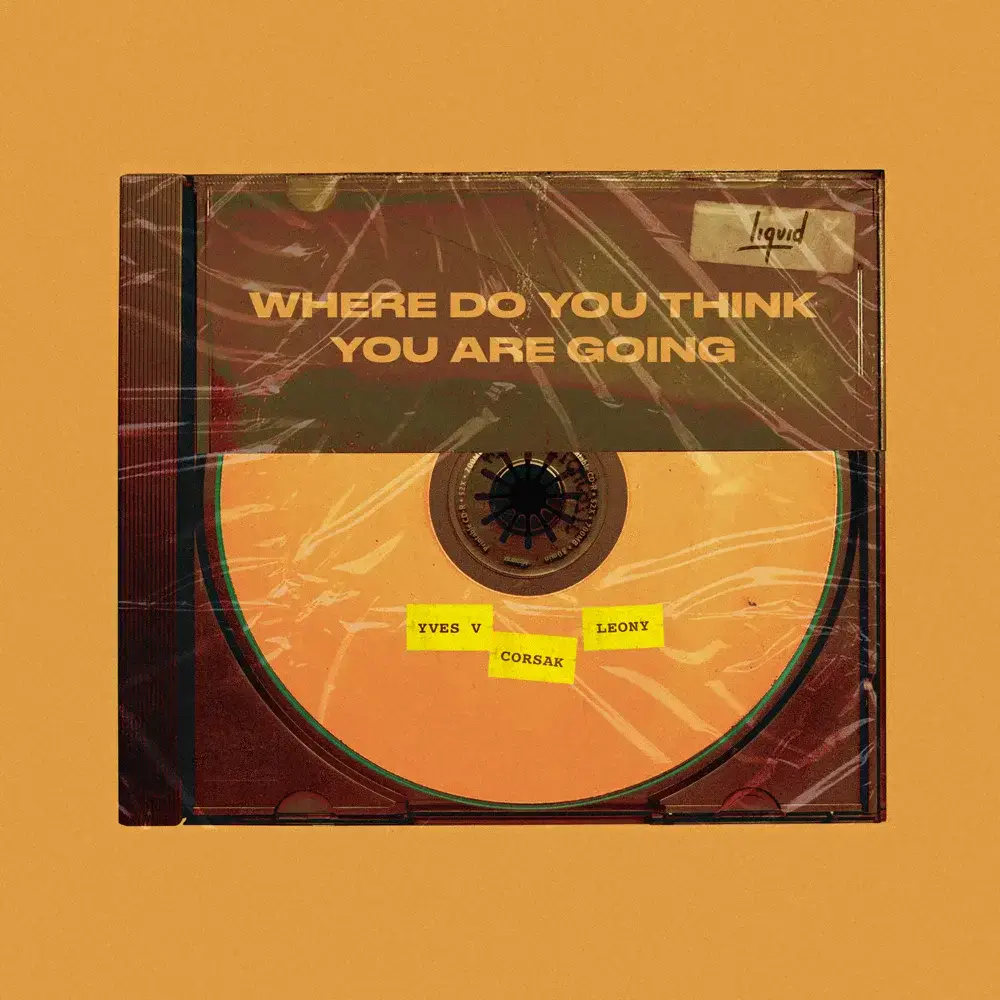 liquid
WHERE DO YOU THINK
YOU ARE GOING
YVES V
LEONY
CORSAK